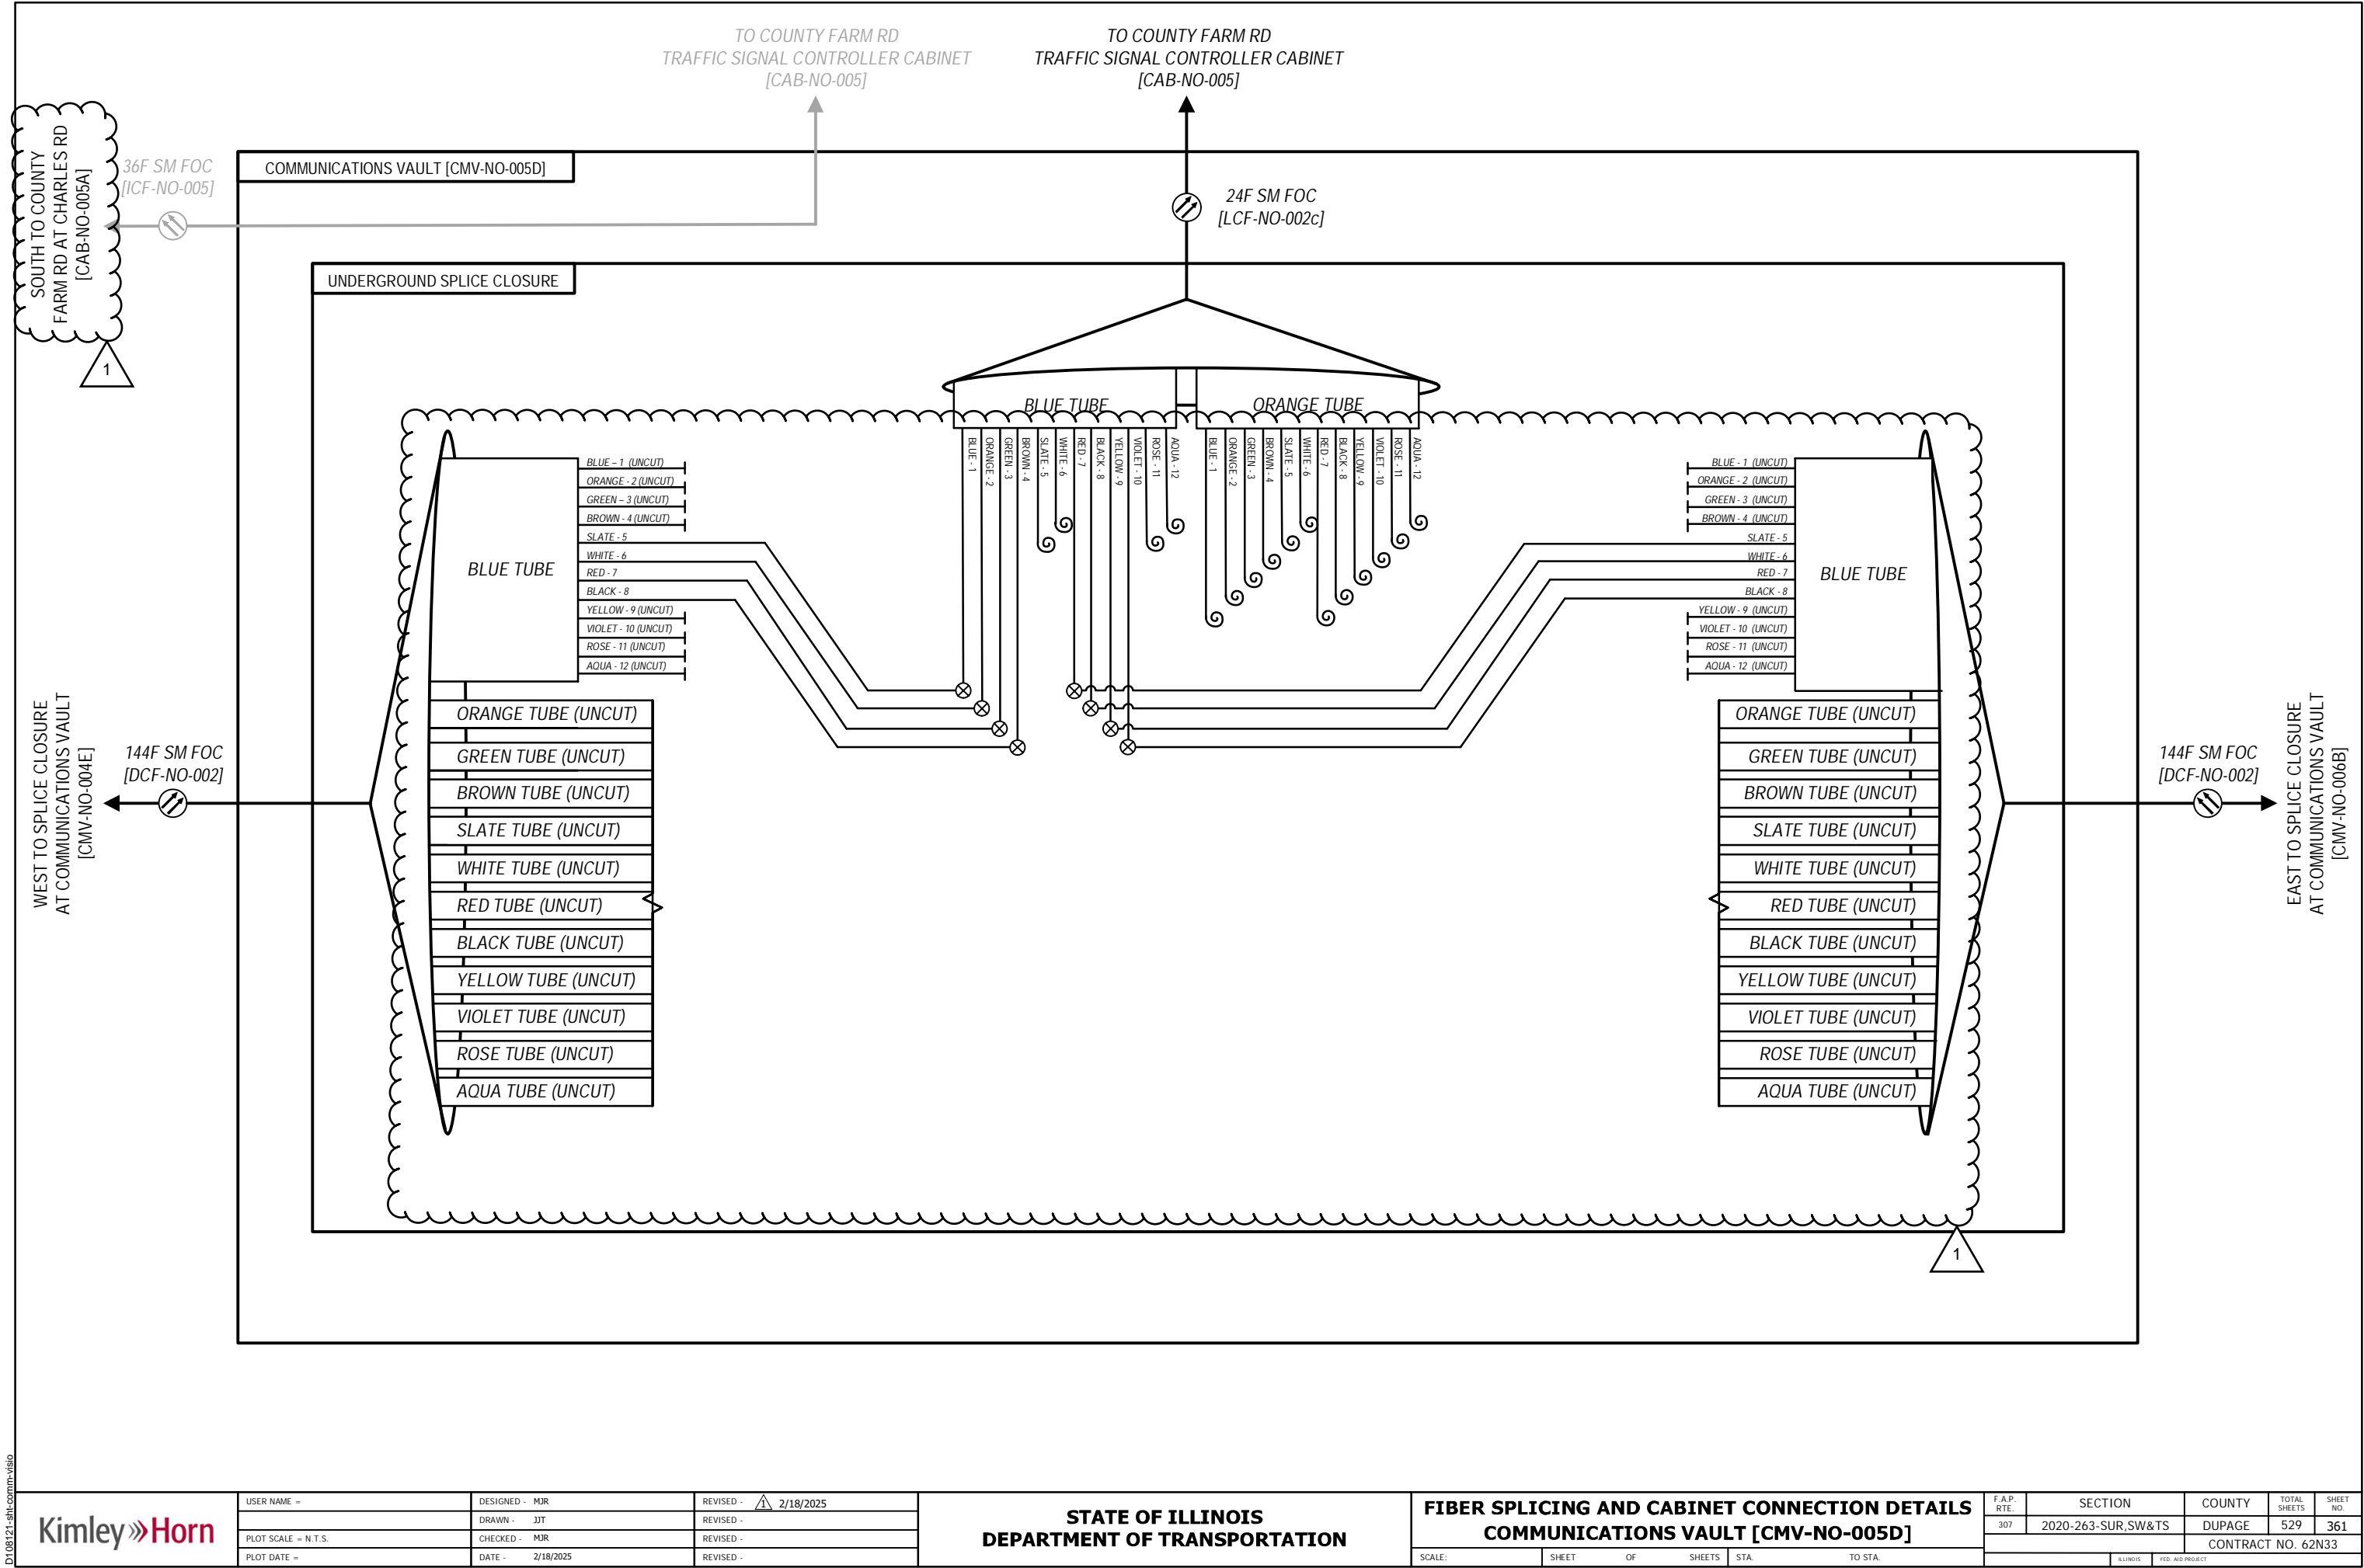 TO COUNTY FARM RD
TRAFFIC SIGNAL CONTROLLER CABINET
[CAB-NO-005]
TO COUNTY FARM RD
TRAFFIC SIGNAL CONTROLLER CABINET
[CAB-NO-005]
SOUTH TO COUNTY
FARM RD AT CHARLES RD
[CAB-NO-005A]
36F SM FOC
[ICF-NO-005]
1
COMMUNICATIONS VAULT [CMV-NO-005D]
24F SM FOC
[LCF-NO-002c]
UNDERGROUND SPLICE CLOSURE
BLUE TUBE
ORANGE TUBE
BLUE - 1
ORANGE - 2
GREEN - 3
BROWN - 4
SLATE - 5
WHITE - 6
RED - 7
BLACK - 8
YELLOW - 9
VIOLET - 10
ROSE - 11
AQUA - 12
BLUE - 1
ORANGE - 2
GREEN - 3
BROWN - 4
SLATE - 5
WHITE - 6
RED - 7
BLACK - 8
YELLOW - 9
VIOLET - 10
ROSE - 11
AQUA - 12
BLUE TUBE
BLUE – 1 (UNCUT)
ORANGE - 2 (UNCUT)
GREEN – 3 (UNCUT)
BROWN - 4 (UNCUT)
SLATE - 5
WHITE - 6
RED - 7
BLACK - 8
YELLOW - 9 (UNCUT)
VIOLET - 10 (UNCUT)
ROSE - 11 (UNCUT)
AQUA - 12 (UNCUT)
ORANGE TUBE (UNCUT)
GREEN TUBE (UNCUT)
BROWN TUBE (UNCUT)
SLATE TUBE (UNCUT)
WHITE TUBE (UNCUT)
RED TUBE (UNCUT)
BLACK TUBE (UNCUT)
YELLOW TUBE (UNCUT)
VIOLET TUBE (UNCUT)
ROSE TUBE (UNCUT)
AQUA TUBE (UNCUT)
WEST TO SPLICE CLOSURE
AT COMMUNICATIONS VAULT
[CMV-NO-004E]
144F SM FOC
[DCF-NO-002]
BLUE - 1 (UNCUT)
ORANGE - 2 (UNCUT)
GREEN - 3 (UNCUT)
BROWN - 4 (UNCUT)
SLATE - 5
WHITE - 6
RED - 7
BLACK - 8
YELLOW - 9 (UNCUT)
VIOLET - 10 (UNCUT)
ROSE - 11 (UNCUT)
AQUA - 12 (UNCUT)
BLUE TUBE
ORANGE TUBE (UNCUT)
GREEN TUBE (UNCUT)
BROWN TUBE (UNCUT)
SLATE TUBE (UNCUT)
WHITE TUBE (UNCUT)
RED TUBE (UNCUT)
BLACK TUBE (UNCUT)
YELLOW TUBE (UNCUT)
VIOLET TUBE (UNCUT)
ROSE TUBE (UNCUT)
AQUA TUBE (UNCUT)
144F SM FOC
[DCF-NO-002]
EAST TO SPLICE CLOSURE
AT COMMUNICATIONS VAULT
[CMV-NO-006B]
1
D108121-sht-comm-visio
Kimley»Horn
USER NAME =
PLOT SCALE = N.T.S.
PLOT DATE =
DESIGNED - MJR
DRAWN - JJT
CHECKED - MJR
DATE - 2/18/2025
REVISED - 1 2/18/2025
REVISED -
REVISED -
REVISED -
STATE OF ILLINOIS
DEPARTMENT OF TRANSPORTATION
FIBER SPLICING AND CABINET CONNECTION DETAILS
COMMUNICATIONS VAULT [CMV-NO-005D]
SCALE: SHEET OF SHEETS STA. TO STA.
F.A.P. RTE.
307
SECTION
2020-263-SUR,SW&TS
COUNTY
DUPAGE
TOTAL SHEETS
529
SHEET NO.
361
CONTRACT NO. 62N33
ILLINOIS FED. AID PROJECT